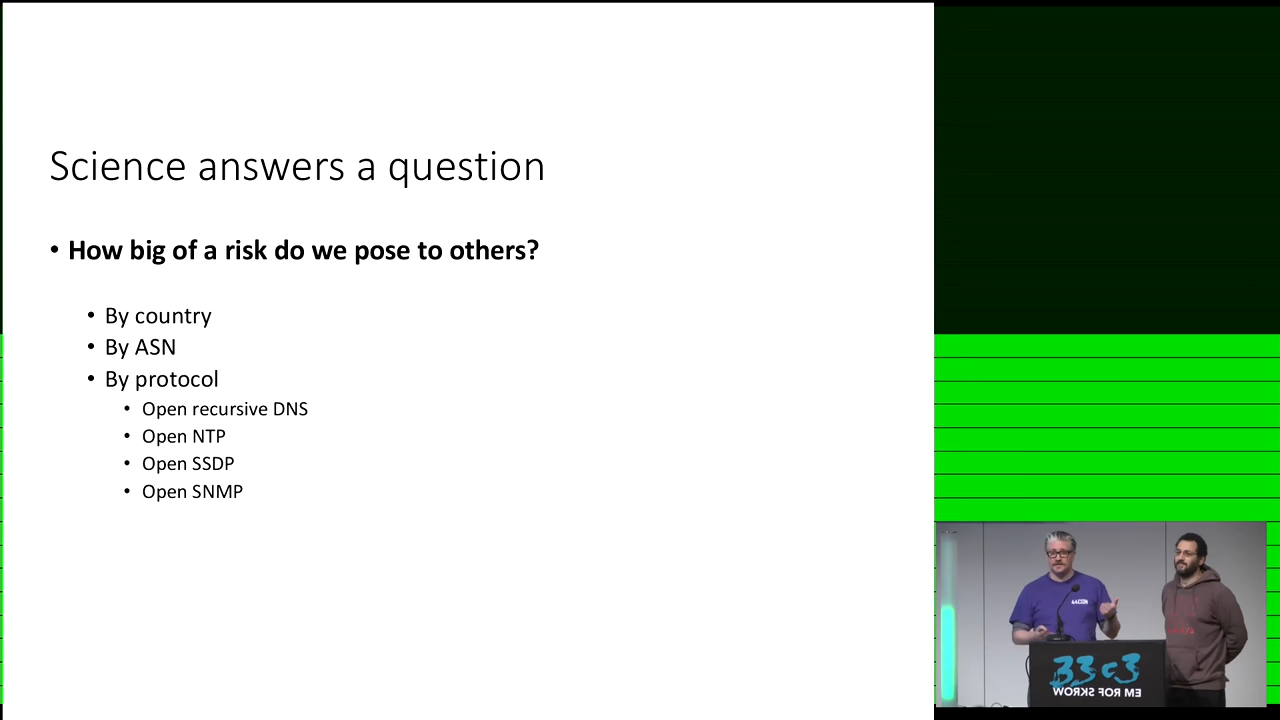 Science answers a question
• How big of a risk do we pose to others?
• By country
• By ASN
• By protocol
• Open recursive DNS
• Open NTP
• Open SSDP
• Open SNMP
44CON
33c3
WORKS FOR ME